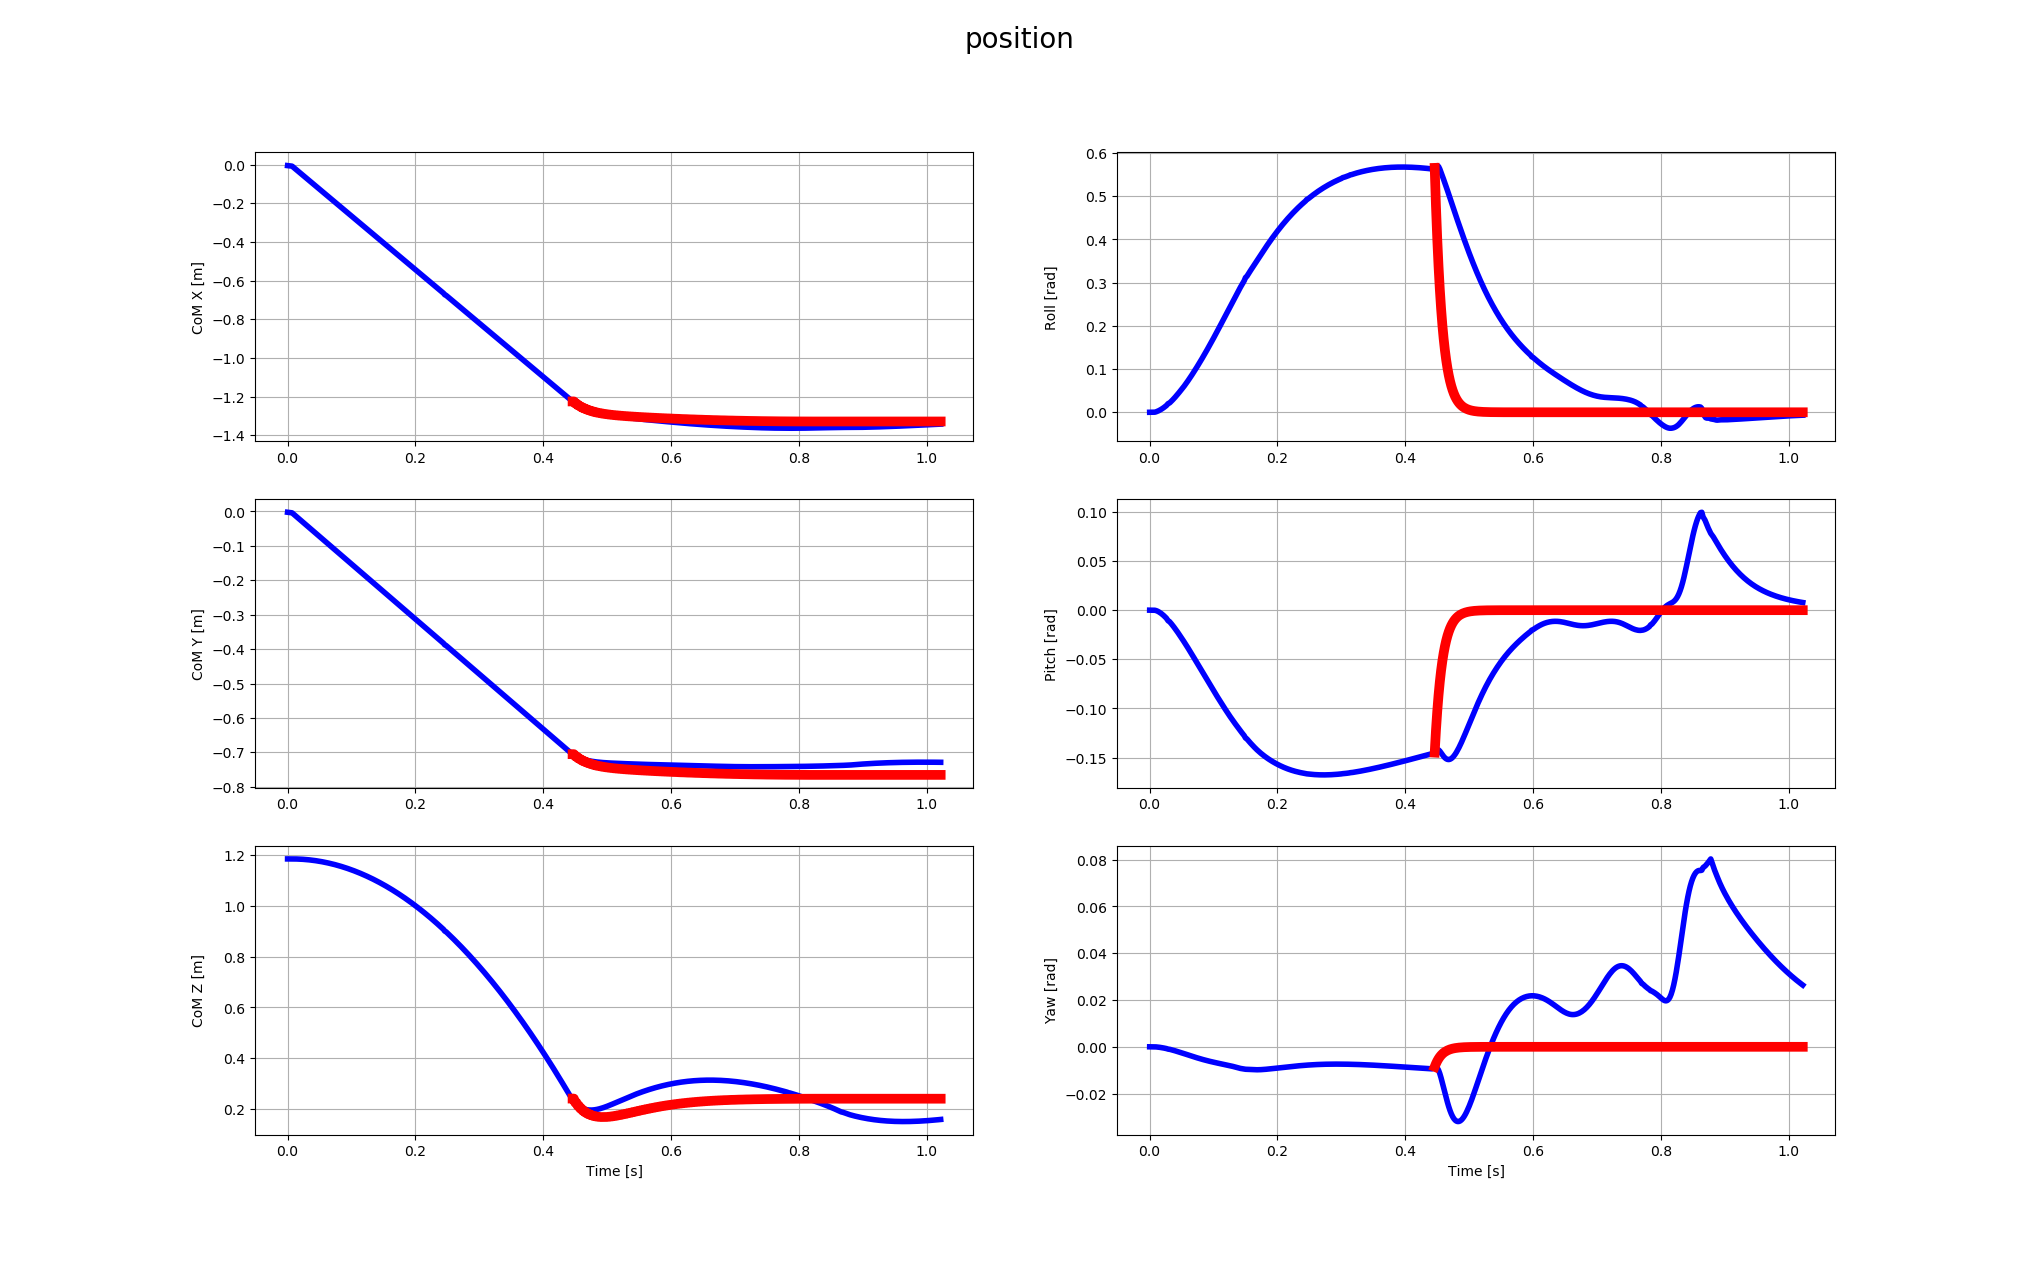 position
CoM X [m]
0.0
−0.2
−0.4
−0.6
−0.8
−1.0
−1.2
−1.4
0.0 0.2 0.4 0.6 0.8 1.0
Roll [rad]
0.6
0.5
0.4
0.3
0.2
0.1
0.0
0.0 0.2 0.4 0.6 0.8 1.0
CoM Y [m]
0.0
−0.1
−0.2
−0.3
−0.4
−0.5
−0.6
−0.7
−0.8
0.0 0.2 0.4 0.6 0.8 1.0
Pitch [rad]
0.10
0.05
0.00
−0.05
−0.10
−0.15
0.0 0.2 0.4 0.6 0.8 1.0
CoM Z [m]
1.2
1.0
0.8
0.6
0.4
0.2
0.0 0.2 0.4 0.6 0.8 1.0
Time [s]
Yaw [rad]
0.08
0.06
0.04
0.02
0.00
−0.02
0.0 0.2 0.4 0.6 0.8 1.0
Time [s]